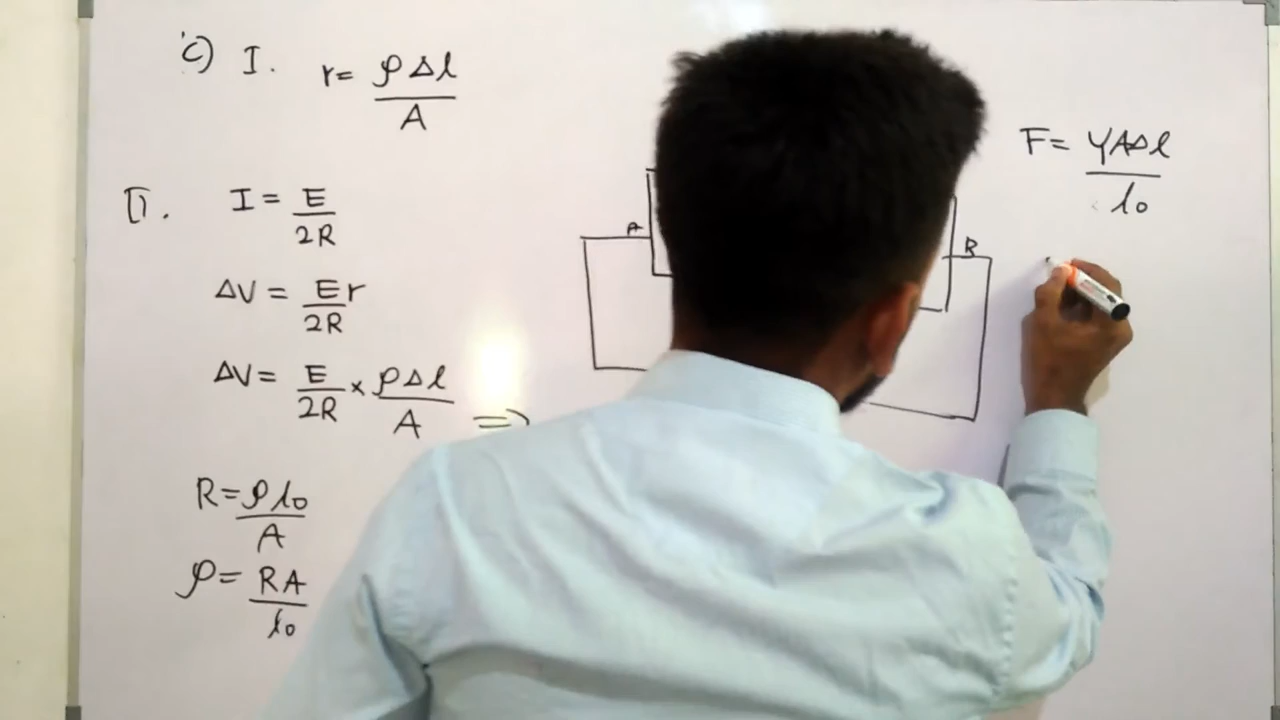 c) I. r = ρΔl / A
II. I = E / 2R
ΔV = Er / 2R
ΔV = E / 2R × ρΔl / A ⇒
R = ρl₀ / A
ρ = RA / l₀
A
R
F = YAΔl / l₀